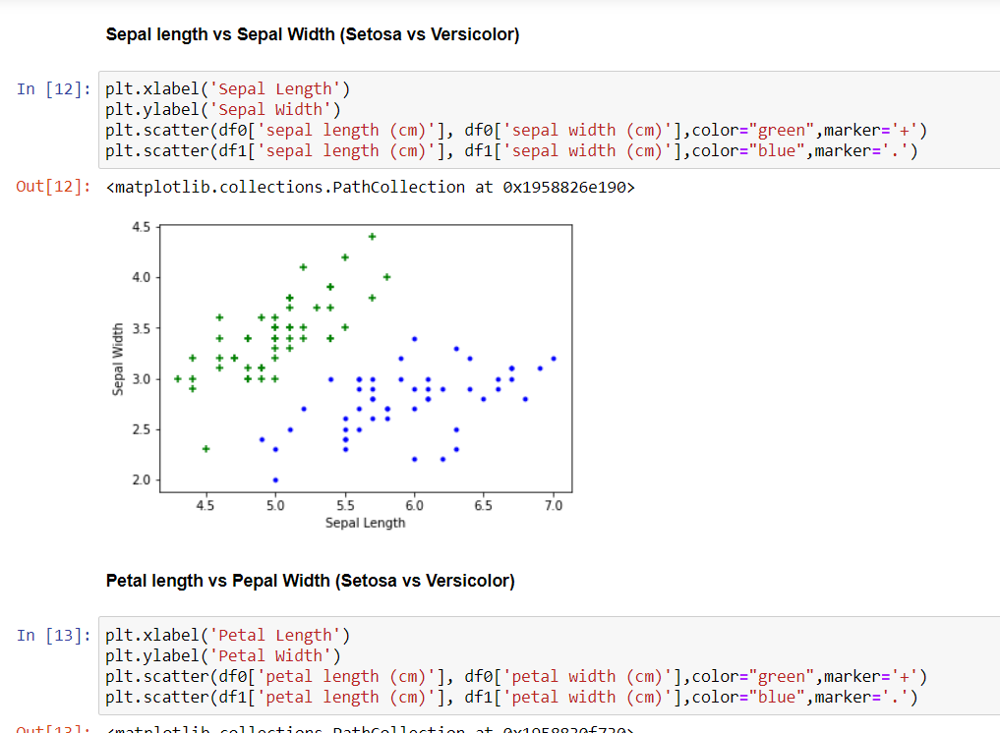 Sepal length vs Sepal Width (Setosa vs Versicolor)
In [12]: plt.xlabel('Sepal Length')
plt.ylabel('Sepal Width')
plt.scatter(df0['sepal length (cm)'], df0['sepal width (cm)'],color="green",marker='+')
plt.scatter(df1['sepal length (cm)'], df1['sepal width (cm)'],color="blue",marker='.')
Out[12]: <matplotlib.collections.PathCollection at 0x1958826e190>
4.5
4.0
3.5
3.0
2.5
2.0
Sepal Width
4.5 5.0 5.5 6.0 6.5 7.0
Sepal Length
Petal length vs Pepal Width (Setosa vs Versicolor)
In [13]: plt.xlabel('Petal Length')
plt.ylabel('Petal Width')
plt.scatter(df0['petal length (cm)'], df0['petal width (cm)'],color="green",marker='+')
plt.scatter(df1['petal length (cm)'], df1['petal width (cm)'],color="blue",marker='.')
Out[13]: <matplotlib.collections.PathCollection at